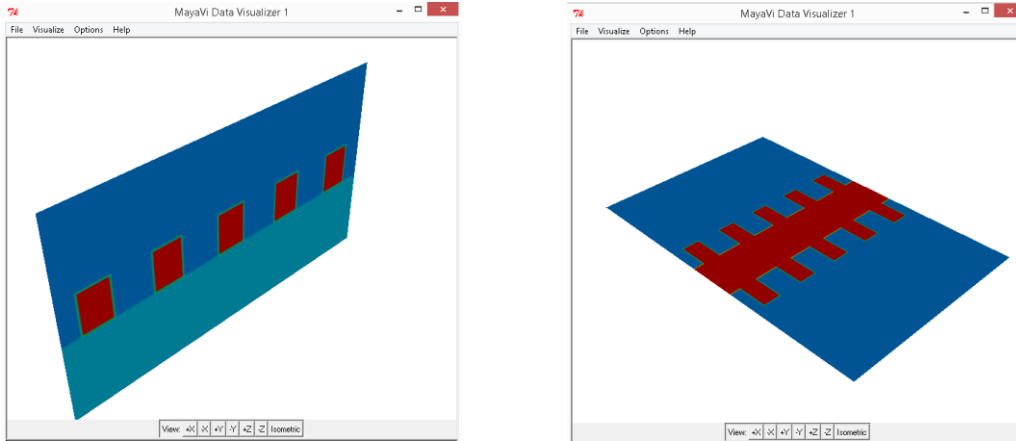 MayaVi Data Visualizer 1
File Visualize Options Help
View: +X -X +Y -Y +Z -Z Isometric
MayaVi Data Visualizer 1
File Visualize Options Help
View: +X -X +Y -Y +Z -Z Isometric